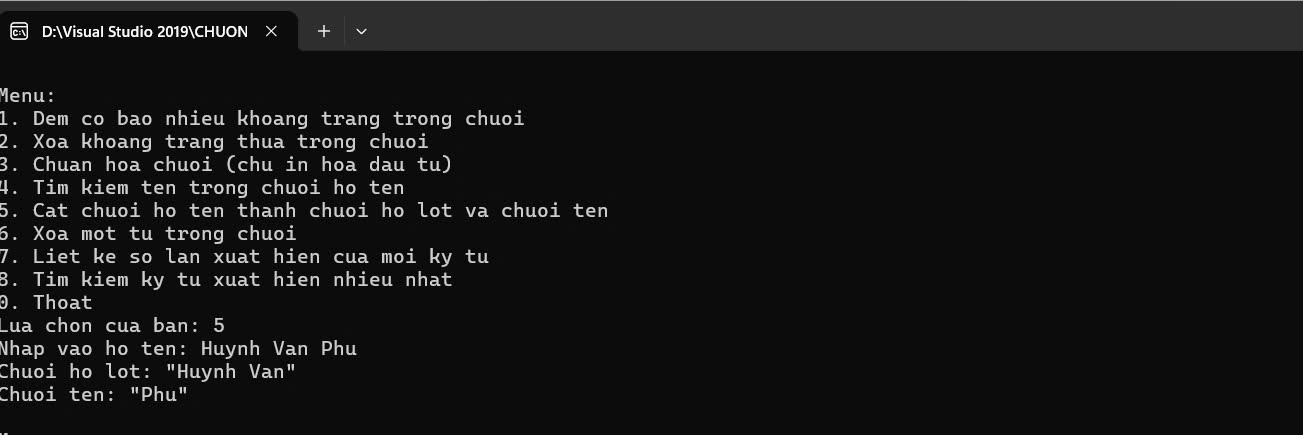 D:\Visual Studio 2019\CHUON
Menu:
1. Dem co bao nhieu khoang trang trong chuoi
2. Xoa khoang trang thua trong chuoi
3. Chuan hoa chuoi (chu in hoa dau tu)
4. Tim kiem ten trong chuoi ho ten
5. Cat chuoi ho ten thanh chuoi ho lot va chuoi ten
6. Xoa mot tu trong chuoi
7. Liet ke so lan xuat hien cua moi ky tu
8. Tim kiem ky tu xuat hien nhieu nhat
0. Thoat
Lua chon cua ban: 5
Nhap vao ho ten: Huynh Van Phu
Chuoi ho lot: "Huynh Van"
Chuoi ten: "Phu"